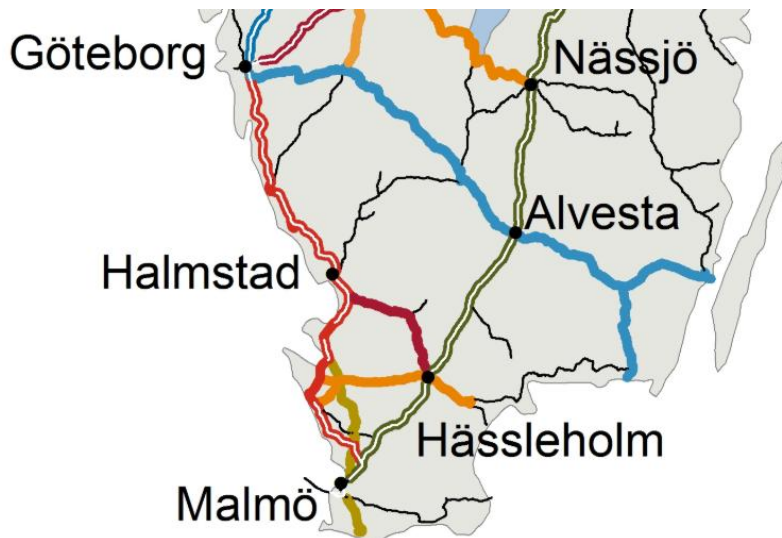 Göteborg
Nässjö
Alvesta
Halmstad
Hässleholm
Malmö